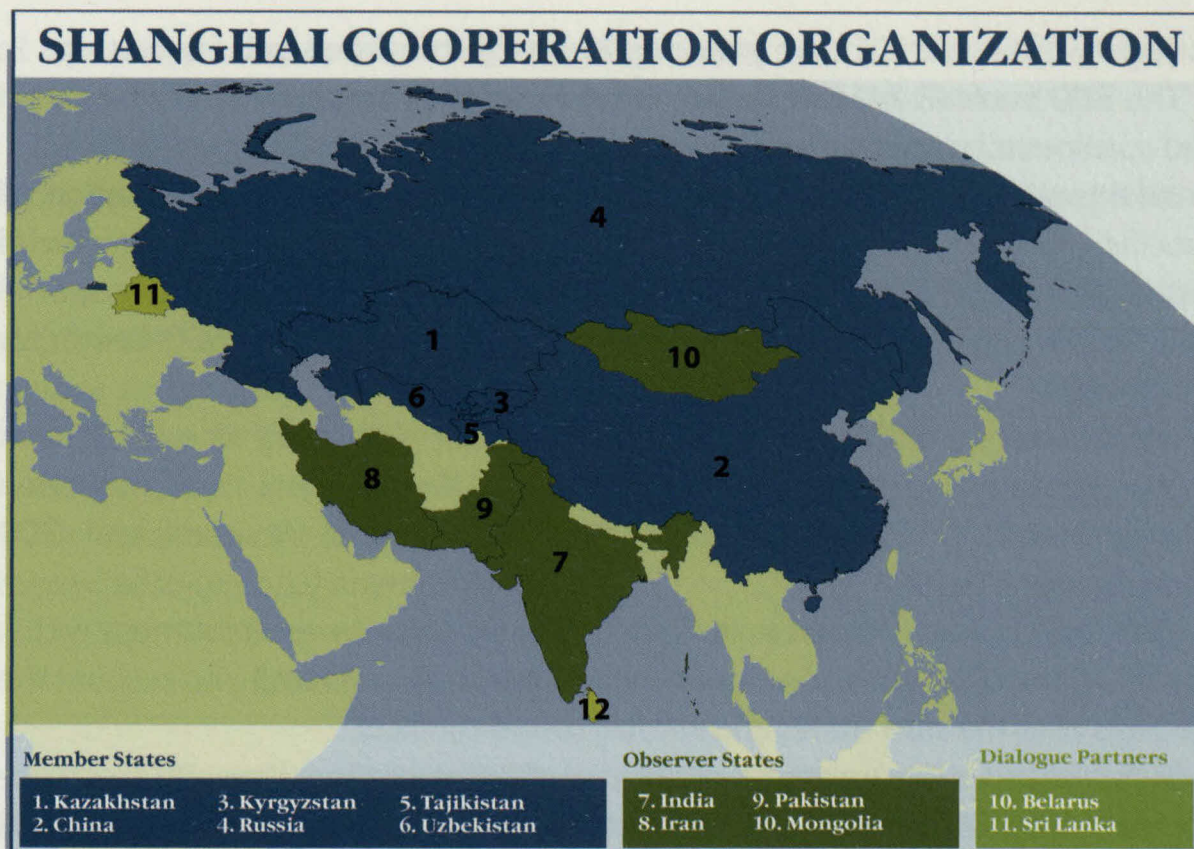 SHANGHAI COOPERATION ORGANIZATION
4
11
1
10
6
3
5
2
8
9
7
12
Member States
1. Kazakhstan 3. Kyrgyzstan 5. Tajikistan
2. China 4. Russia 6. Uzbekistan
Observer States
7. India 9. Pakistan
8. Iran 10. Mongolia
Dialogue Partners
10. Belarus
11. Sri Lanka